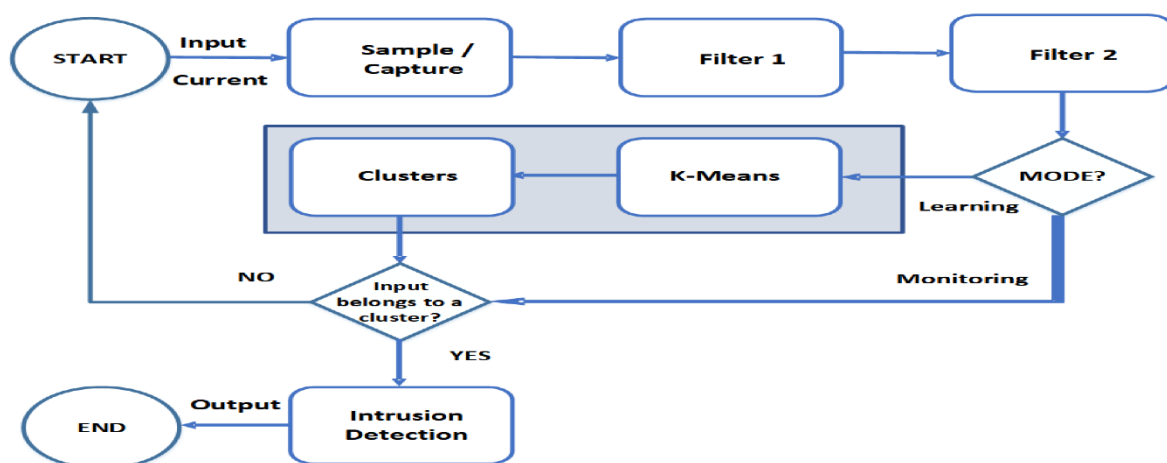 START
Input
Current
Sample /
Capture
Filter 1
Filter 2
Clusters
K-Means
MODE?
Learning
NO
Input
belongs to a
cluster?
Monitoring
YES
END
Output
Intrusion
Detection